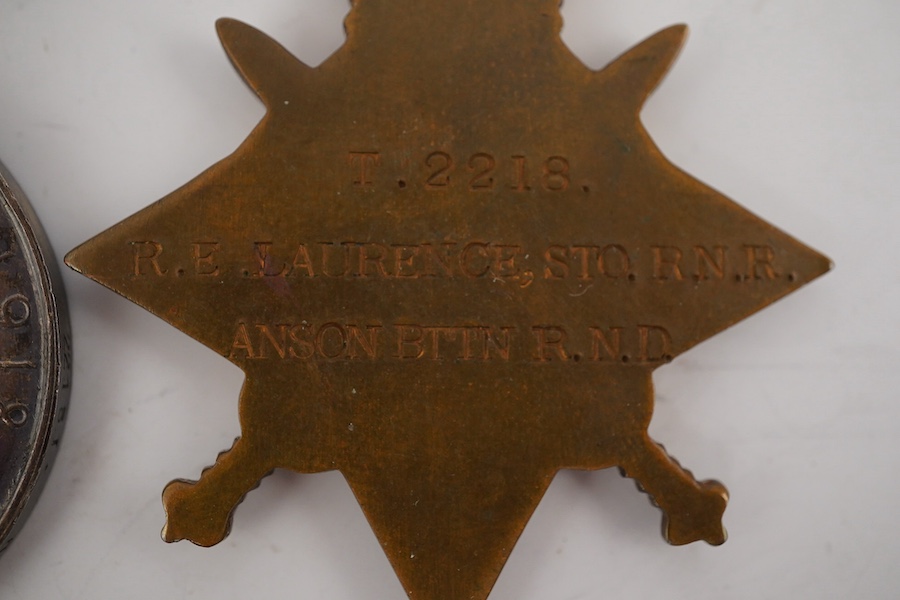 T. 2218.
R. E. LAURENCE, STO. R.N.R.
ANSON BTTN R.N.D.